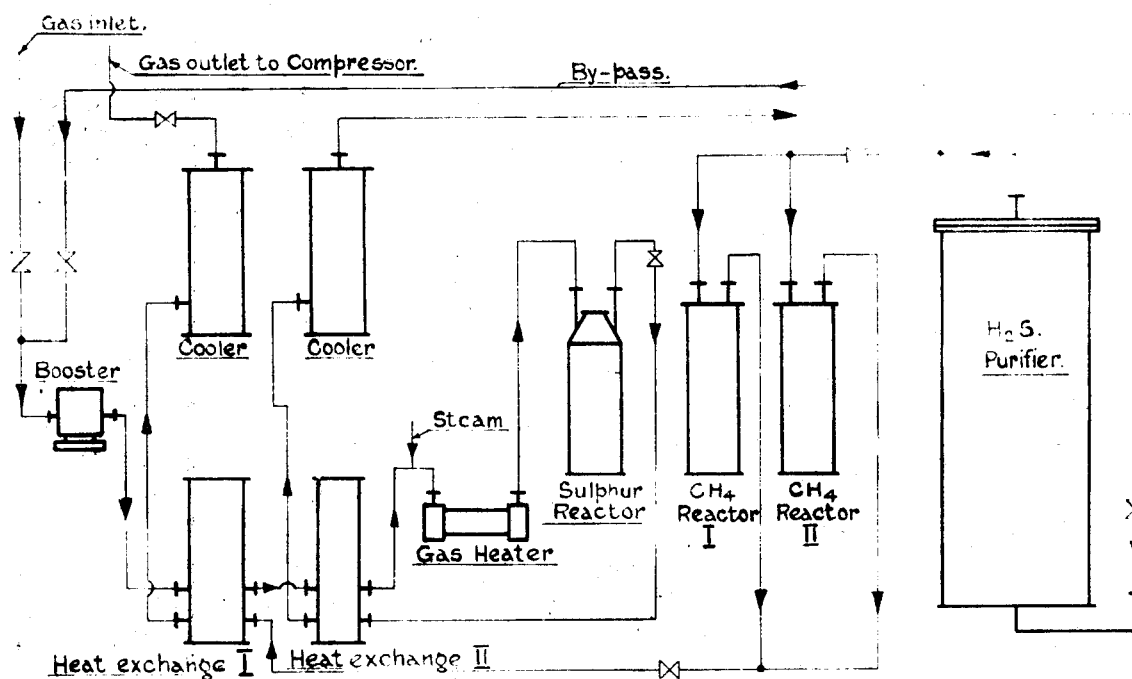 Gas inlet.
Gas outlet to Compressor.
By-pass.
Cooler
Cooler
Booster
Steam
H₂S.
Purifier.
Sulphur
Reactor
CH₄
Reactor
I
CH₄
Reactor
II
Gas Heater
Heat exchange I
Heat exchange II